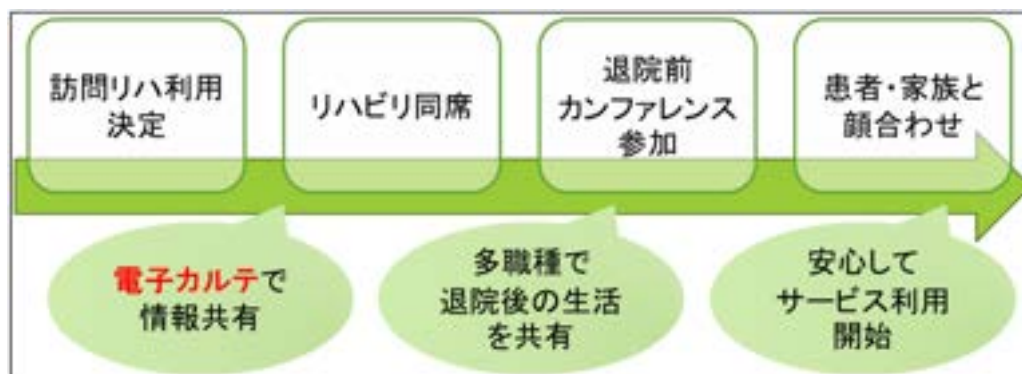 訪問リハ利用
決定
リハビリ同席
退院前
カンファレンス
参加
患者・家族と
顔合わせ
電子カルテで
情報共有
多職種で
退院後の生活
を共有
安心して
サービス利用
開始